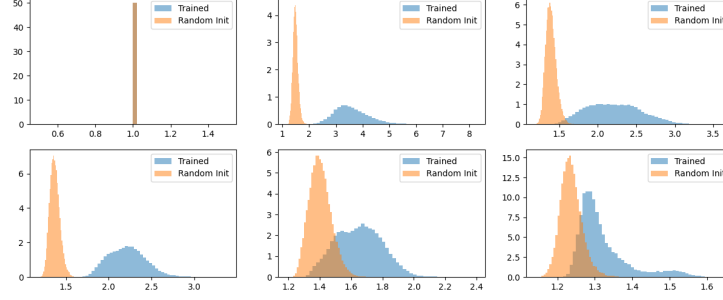 50
40
30
20
10
0
0.6 0.8 1.0 1.2 1.4
Trained
Random Init
4
3
2
1
0
1 2 3 4 5 6 7 8
Trained
Random Init
6
5
4
3
2
1
0
1.5 2.0 2.5 3.0 3.5
Trained
Random Init
6
4
2
0
1.5 2.0 2.5 3.0
Trained
Random Init
6
5
4
3
2
1
0
1.2 1.4 1.6 1.8 2.0 2.2 2.4
Trained
Random Init
15.0
12.5
10.0
7.5
5.0
2.5
0.0
1.2 1.3 1.4 1.5 1.6
Trained
Random Init